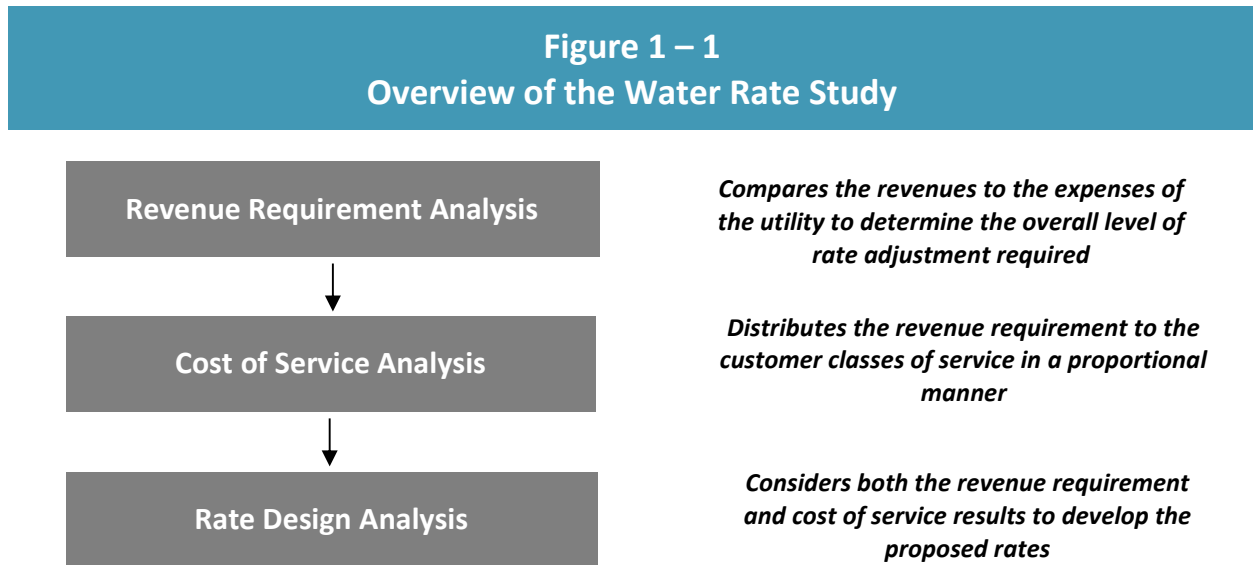 Figure 1 – 1
Overview of the Water Rate Study
Revenue Requirement Analysis
Compares the revenues to the expenses of
the utility to determine the overall level of
rate adjustment required
Cost of Service Analysis
Distributes the revenue requirement to the
customer classes of service in a proportional
manner
Rate Design Analysis
Considers both the revenue requirement
and cost of service results to develop the
proposed rates